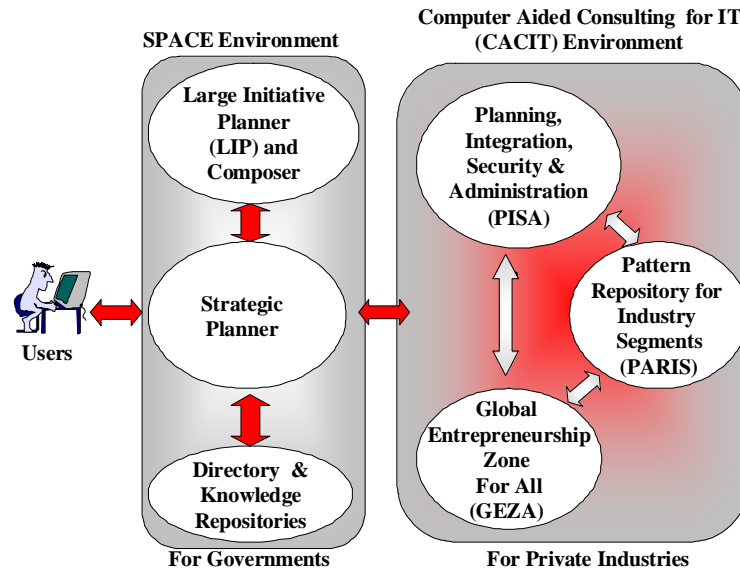 SPACE Environment
Large Initiative
Planner
(LIP) and
Composer
Strategic
Planner
Directory &
Knowledge
Repositories
For Governments
Users
Computer Aided Consulting for IT
(CACIT) Environment
Planning,
Integration,
Security &
Administration
(PISA)
Pattern
Repository for
Industry
Segments
(PARIS)
Global
Entrepreneurship
Zone
For All
(GEZA)
For Private Industries